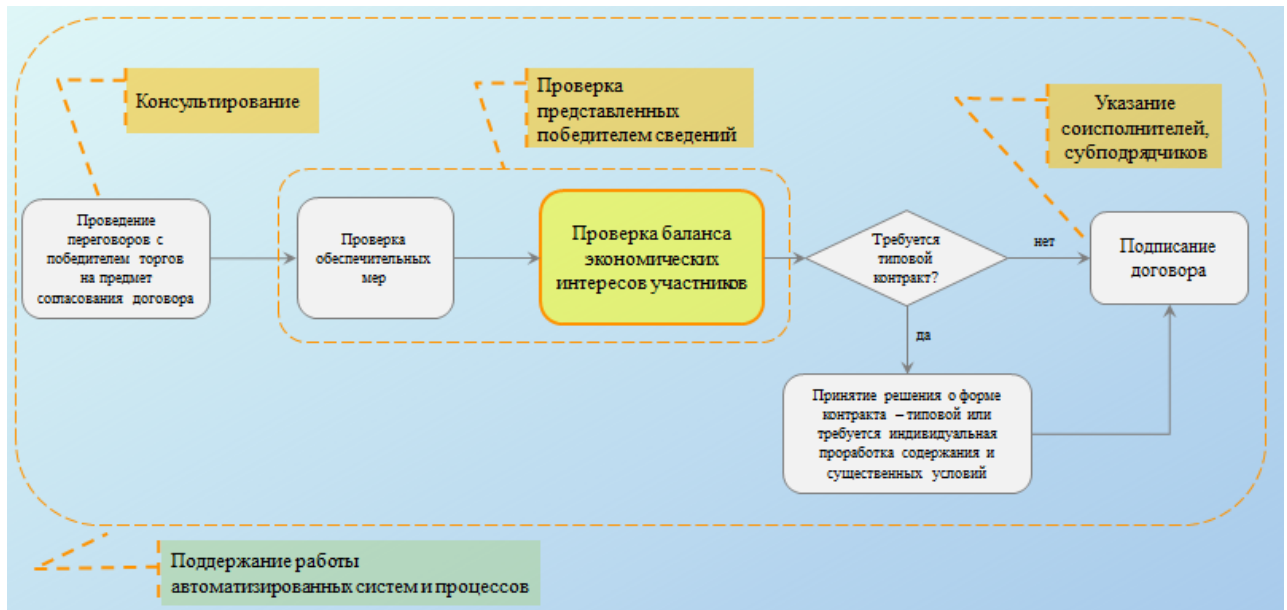 Консультирование
Проверка
представленных
победителем сведений
Указание
соисполнителей,
субподрядчиков
Проведение
переговоров с
победителем торгов
на предмет
согласования договора
Проверка
обеспечительных
мер
Проверка баланса
экономических
интересов участников
Требуется
типовой
контракт?
нет
Подписание
договора
да
Принятие решения о форме
контракта – типовой или
требуется индивидуальная
проработка содержания и
существенных условий
Поддержание работы
автоматизированных систем и процессов